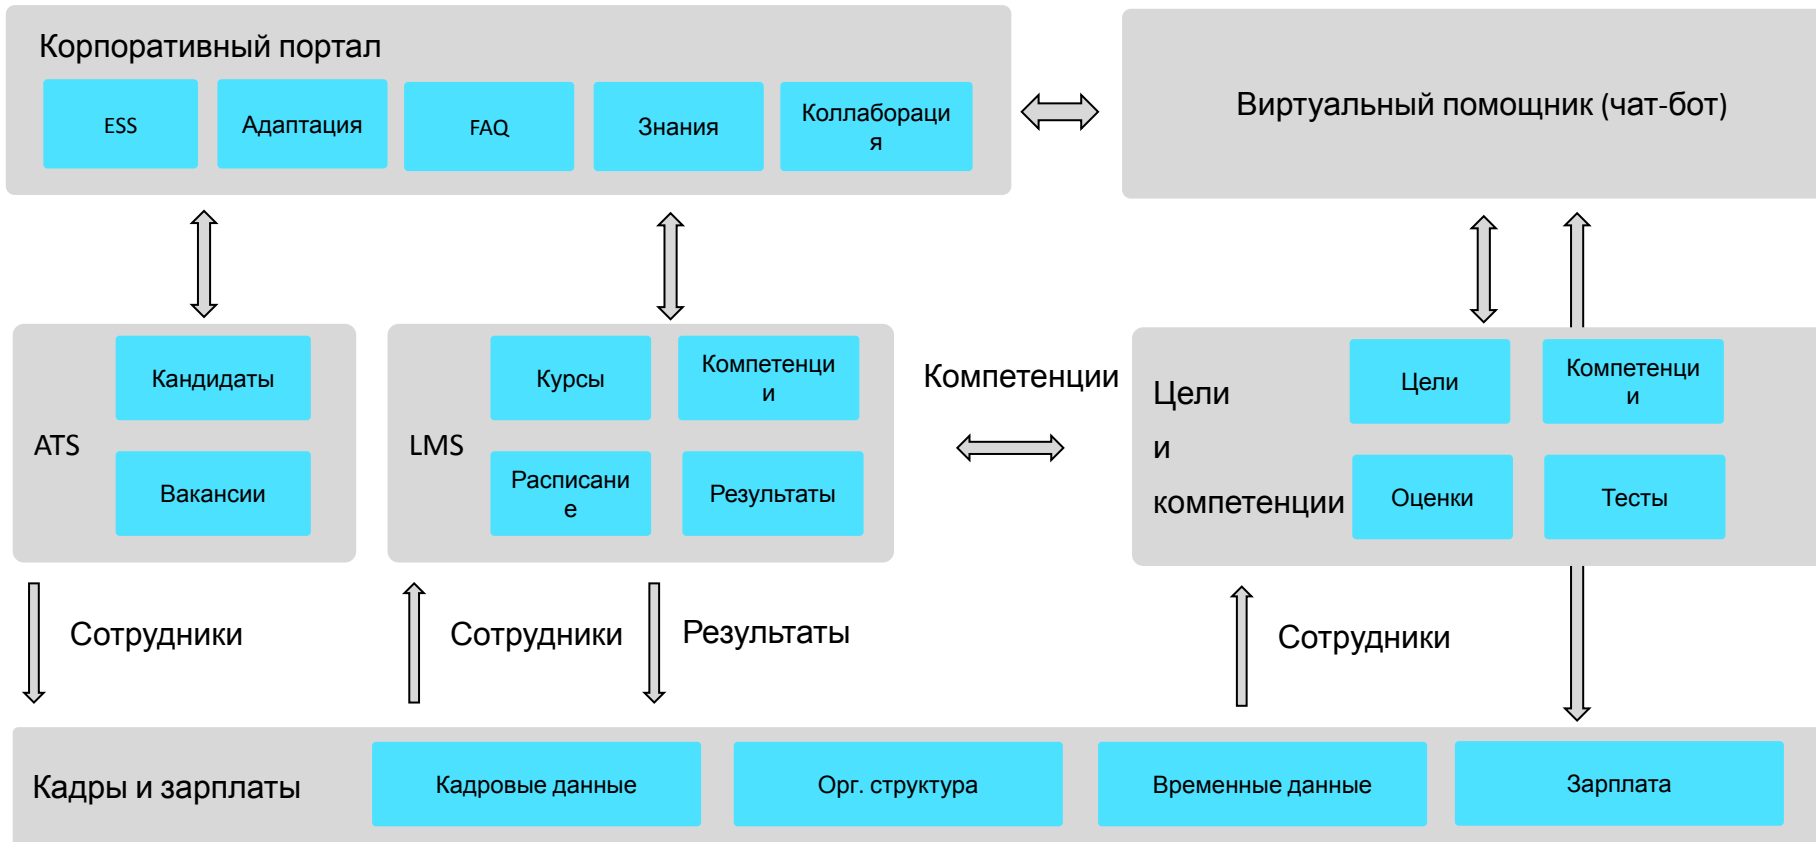 Корпоративный портал
ESS
Адаптация
FAQ
Знания
Коллабораци
я
Виртуальный помощник (чат-бот)
ATS
Кандидаты
Вакансии
LMS
Курсы
Компетенци
и
Расписани
е
Результаты
Компетенции
Цели
и
компетенции
Цели
Компетенци
и
Оценки
Тесты
Сотрудники
Сотрудники
Результаты
Сотрудники
Кадры и зарплаты
Кадровые данные
Орг. структура
Временные данные
Зарплата